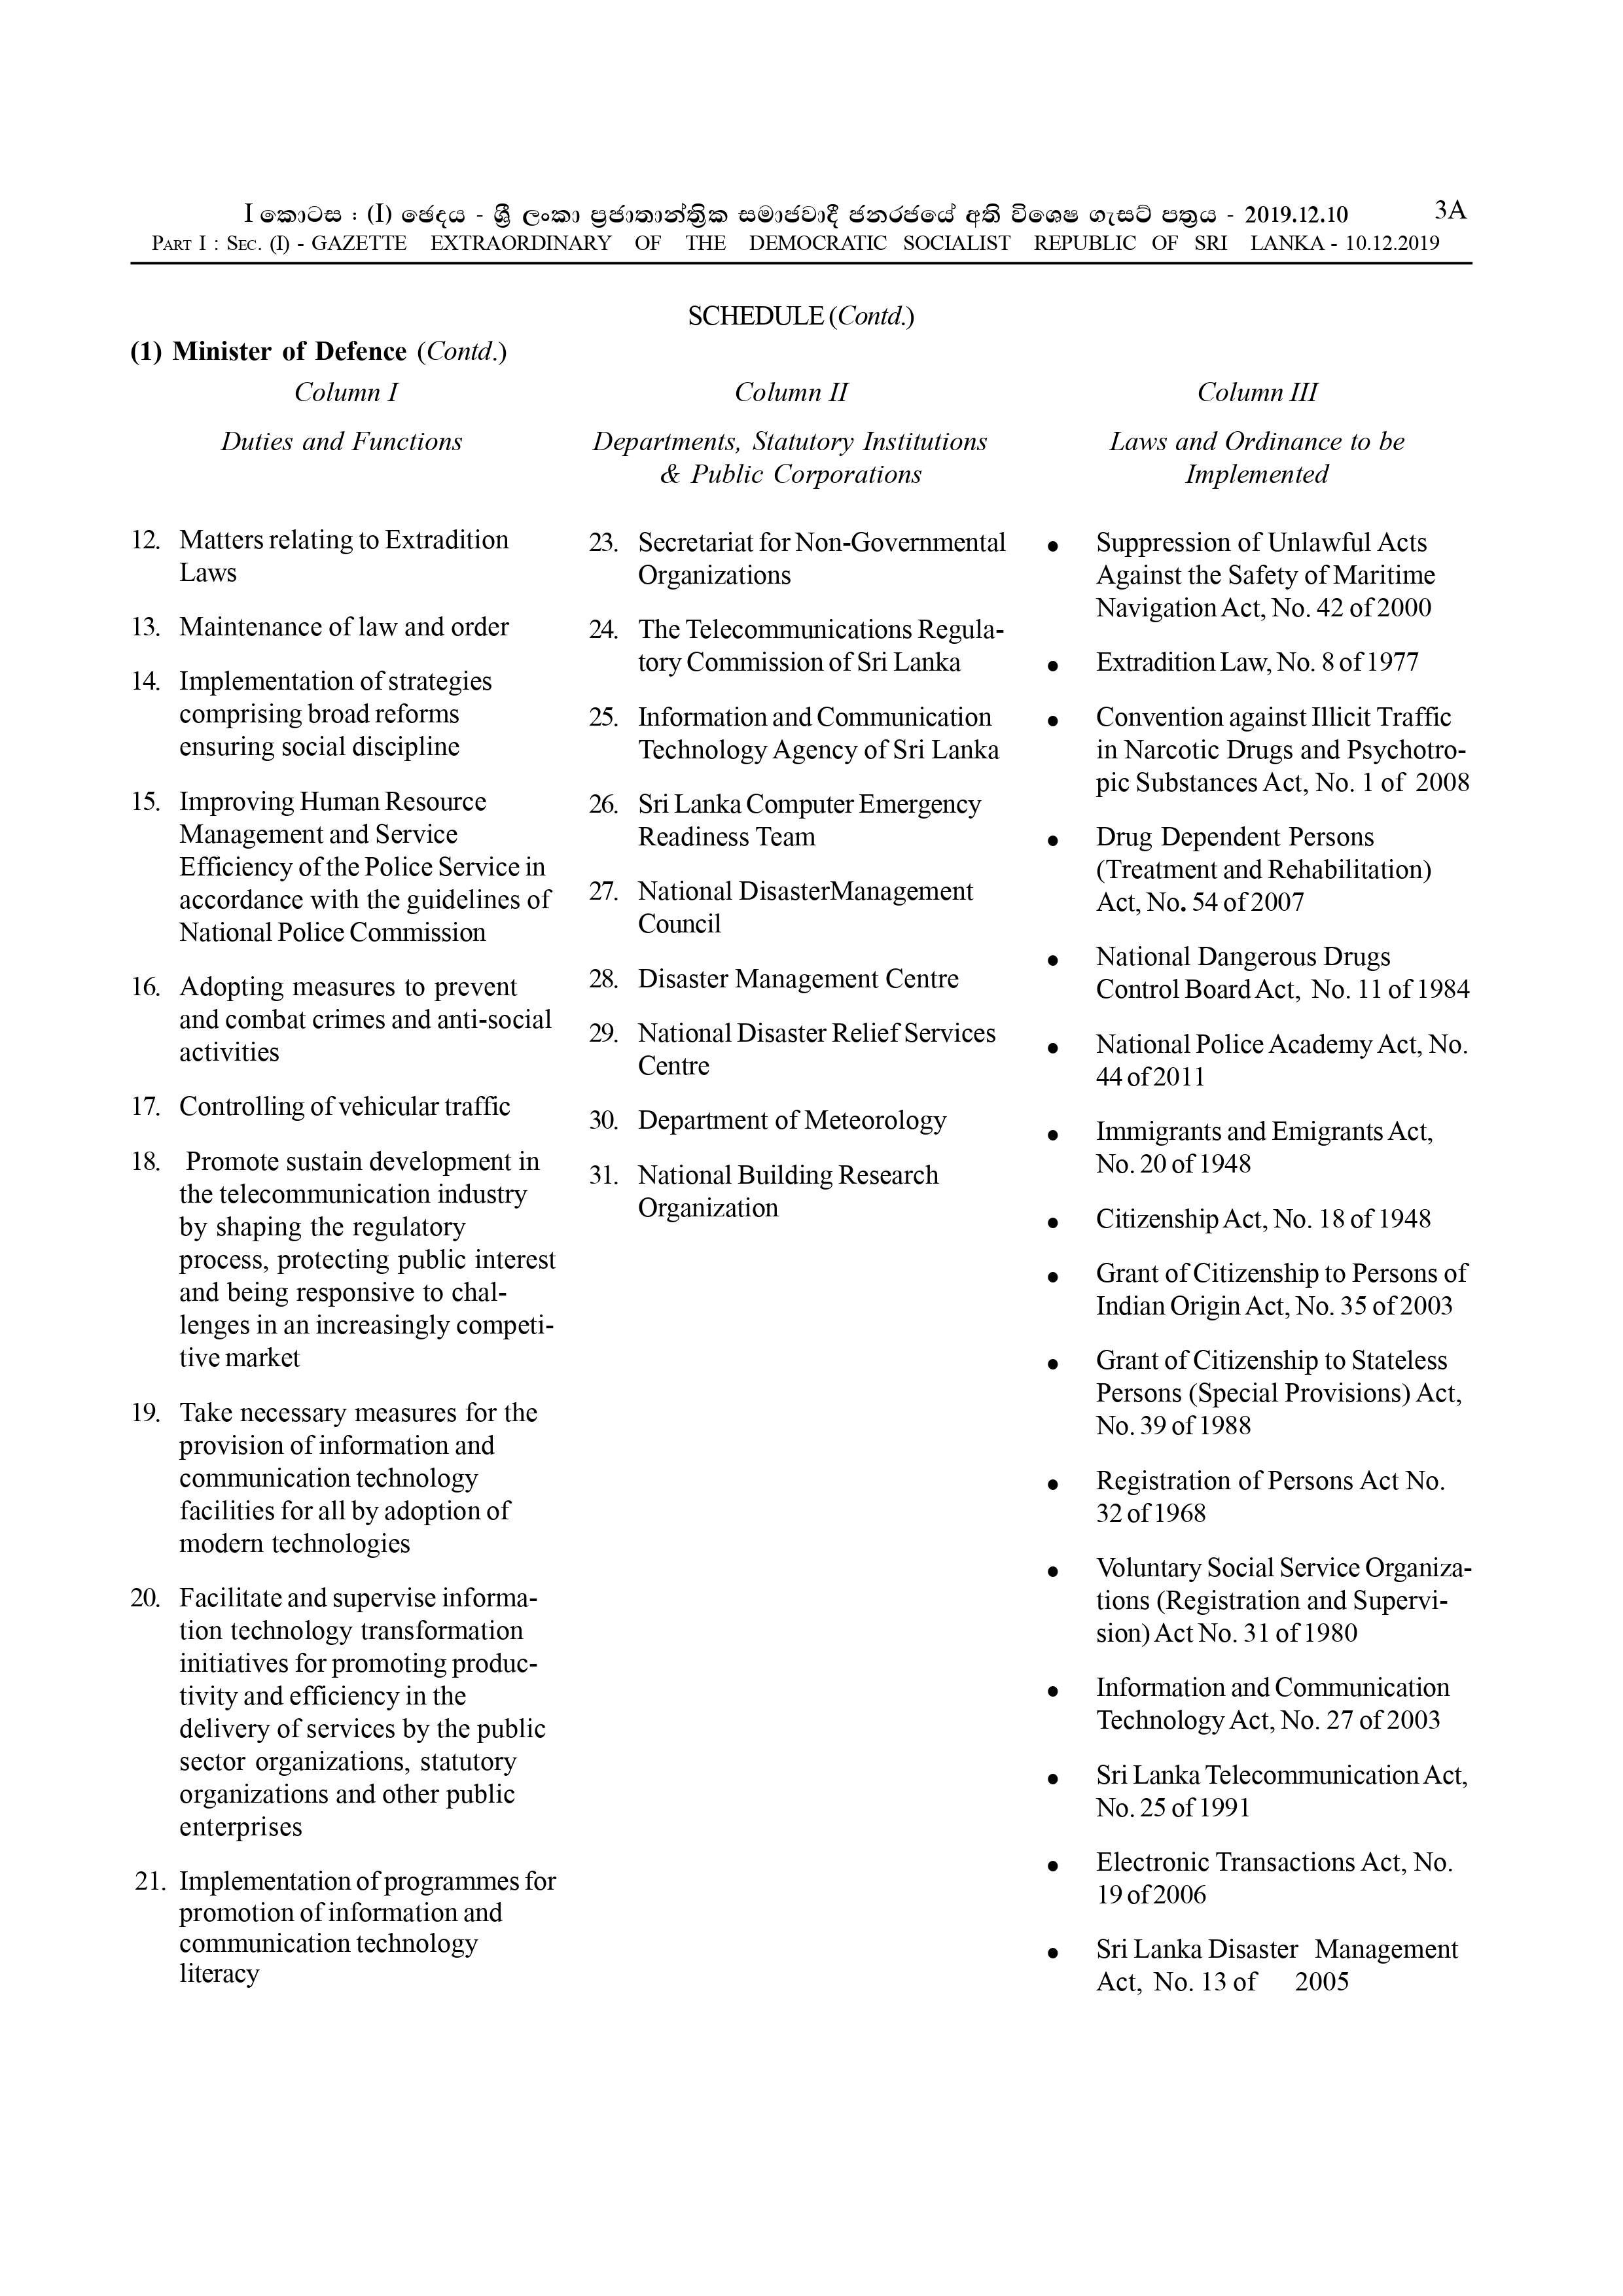 I කොටස : (I) ඡෙදය - ශ්‍රී ලංකා ප්‍රජාතාන්ත්‍රික සමාජවාදී ජනරජයේ අති විශෙෂ ගැසට් පත්‍රය - 2019.12.10
3A
PART I : SEC. (I) - GAZETTE EXTRAORDINARY OF THE DEMOCRATIC SOCIALIST REPUBLIC OF SRI LANKA - 10.12.2019
SCHEDULE (Contd.)
(1) Minister of Defence (Contd.)
Column I
Duties and Functions
12. Matters relating to Extradition
Laws
13. Maintenance of law and order
14. Implementation of strategies
comprising broad reforms
ensuring social discipline
15. Improving Human Resource
Management and Service
Efficiency of the Police Service in
accordance with the guidelines of
National Police Commission
16. Adopting measures to prevent
and combat crimes and anti-social
activities
17. Controlling of vehicular traffic
18. Promote sustain development in
the telecommunication industry
by shaping the regulatory
process, protecting public interest
and being responsive to chal-
lenges in an increasingly competi-
tive market
19. Take necessary measures for the
provision of information and
communication technology
facilities for all by adoption of
modern technologies
20. Facilitate and supervise informa-
tion technology transformation
initiatives for promoting produc-
tivity and efficiency in the
delivery of services by the public
sector organizations, statutory
organizations and other public
enterprises
21. Implementation of programmes for
promotion of information and
communication technology
literacy
Column II
Departments, Statutory Institutions
& Public Corporations
23. Secretariat for Non-Governmental
Organizations
24. The Telecommunications Regula-
tory Commission of Sri Lanka
25. Information and Communication
Technology Agency of Sri Lanka
26. Sri Lanka Computer Emergency
Readiness Team
27. National DisasterManagement
Council
28. Disaster Management Centre
29. National Disaster Relief Services
Centre
30. Department of Meteorology
31. National Building Research
Organization
Column III
Laws and Ordinance to be
Implemented
● Suppression of Unlawful Acts
Against the Safety of Maritime
Navigation Act, No. 42 of 2000
● Extradition Law, No. 8 of 1977
● Convention against Illicit Traffic
in Narcotic Drugs and Psychotro-
pic Substances Act, No. 1 of 2008
● Drug Dependent Persons
(Treatment and Rehabilitation)
Act, No. 54 of 2007
● National Dangerous Drugs
Control Board Act, No. 11 of 1984
● National Police Academy Act, No.
44 of 2011
● Immigrants and Emigrants Act,
No. 20 of 1948
● Citizenship Act, No. 18 of 1948
● Grant of Citizenship to Persons of
Indian Origin Act, No. 35 of 2003
● Grant of Citizenship to Stateless
Persons (Special Provisions) Act,
No. 39 of 1988
● Registration of Persons Act No.
32 of 1968
● Voluntary Social Service Organiza-
tions (Registration and Supervi-
sion) Act No. 31 of 1980
● Information and Communication
Technology Act, No. 27 of 2003
● Sri Lanka Telecommunication Act,
No. 25 of 1991
● Electronic Transactions Act, No.
19 of 2006
● Sri Lanka Disaster Management
Act, No. 13 of 2005